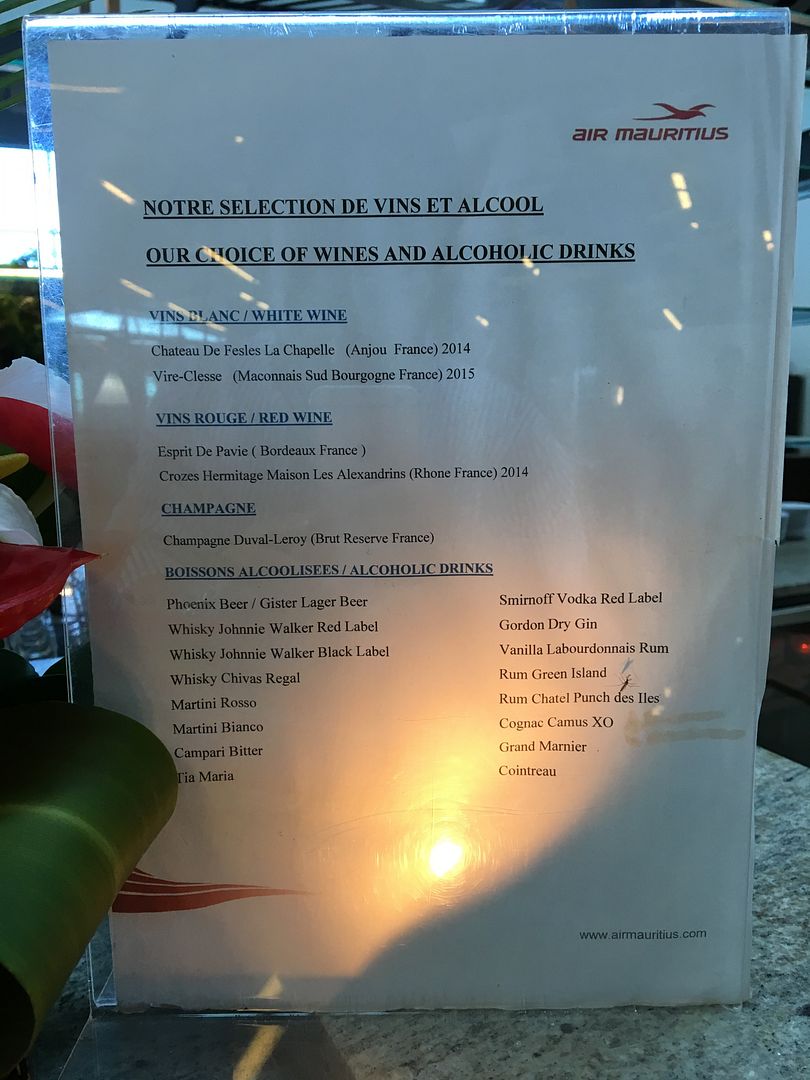 AIR MAURITIUS
NOTRE SELECTION DE VINS ET ALCOOL
OUR CHOICE OF WINES AND ALCOHOLIC DRINKS
VINS BLANC / WHITE WINE
Chateau De Fesles La Chapelle (Anjou France) 2014
Vire-Clesse (Maconnais Sud Bourgogne France) 2015
VINS ROUGE / RED WINE
Esprit De Pavie ( Bordeaux France )
Crozes Hermitage Maison Les Alexandrins (Rhone France) 2014
CHAMPAGNE
Champagne Duval-Leroy (Brut Reserve France)
BOISSONS ALCOOLISEES / ALCOHOLIC DRINKS
Phoenix Beer / Gister Lager Beer
Whisky Johnnie Walker Red Label
Whisky Johnnie Walker Black Label
Whisky Chivas Regal
Martini Rosso
Martini Bianco
Campari Bitter
Tia Maria
Smirnoff Vodka Red Label
Gordon Dry Gin
Vanilla Labourdonnais Rum
Rum Green Island
Rum Chatel Punch des Iles
Cognac Camus XO
Grand Marnier
Cointreau
www.airmauritius.com